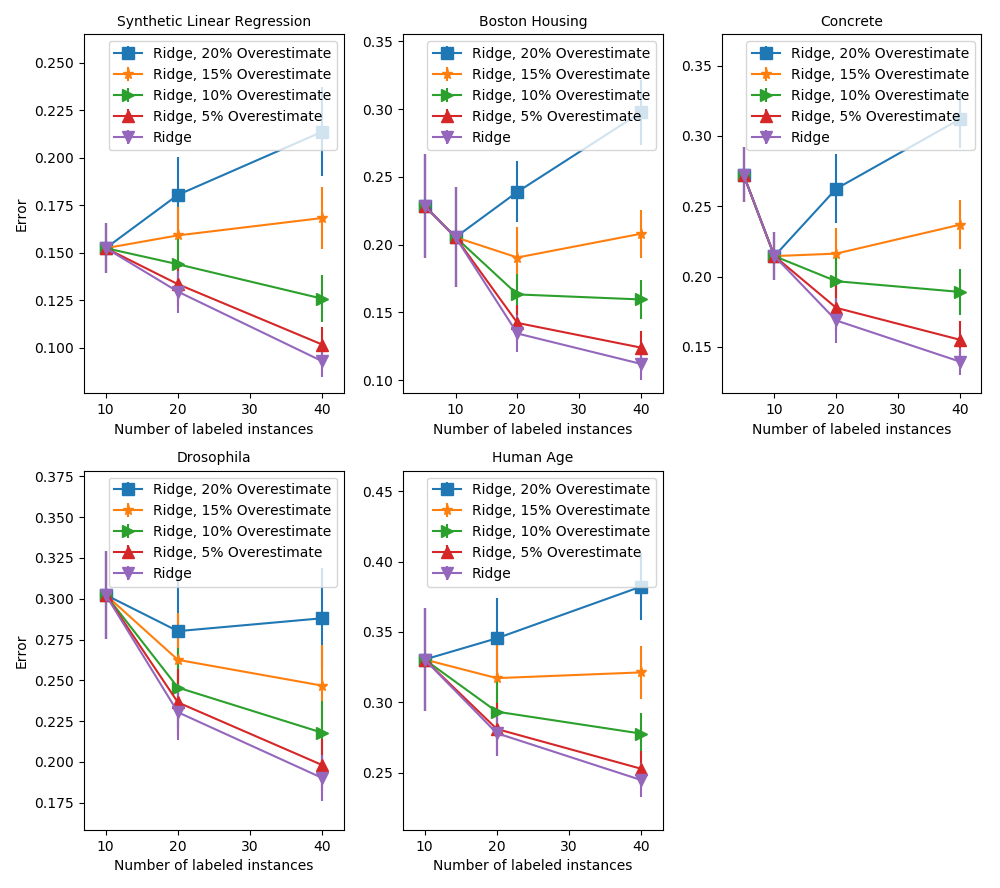 Synthetic Linear Regression
Ridge, 20% Overestimate
Ridge, 15% Overestimate
Ridge, 10% Overestimate
Ridge, 5% Overestimate
Ridge
0.250
0.225
0.200
0.175
0.150
0.125
0.100
Error
10
20
30
40
Number of labeled instances
Boston Housing
Ridge, 20% Overestimate
Ridge, 15% Overestimate
Ridge, 10% Overestimate
Ridge, 5% Overestimate
Ridge
0.35
0.30
0.25
0.20
0.15
0.10
10
20
30
40
Number of labeled instances
Concrete
Ridge, 20% Overestimate
Ridge, 15% Overestimate
Ridge, 10% Overestimate
Ridge, 5% Overestimate
Ridge
0.35
0.30
0.25
0.20
0.15
10
20
30
40
Number of labeled instances
Drosophila
Ridge, 20% Overestimate
Ridge, 15% Overestimate
Ridge, 10% Overestimate
Ridge, 5% Overestimate
Ridge
0.375
0.350
0.325
0.300
0.275
0.250
0.225
0.200
0.175
Error
10
20
30
40
Number of labeled instances
Human Age
Ridge, 20% Overestimate
Ridge, 15% Overestimate
Ridge, 10% Overestimate
Ridge, 5% Overestimate
Ridge
0.45
0.40
0.35
0.30
0.25
10
20
30
40
Number of labeled instances